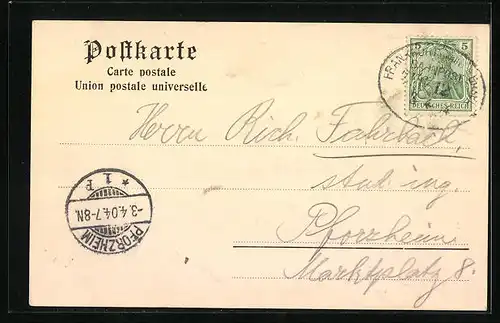 Postkarte
Carte postale
Union postale universelle
5
DEUTSCHES REICH
BAHNPOST
Herrn Rich. Fahrbach,
stud. ing.
Pforzheim
Marktplatz 8.
PFORZHEIM
-3.4.04.7-8N.
* 1 F